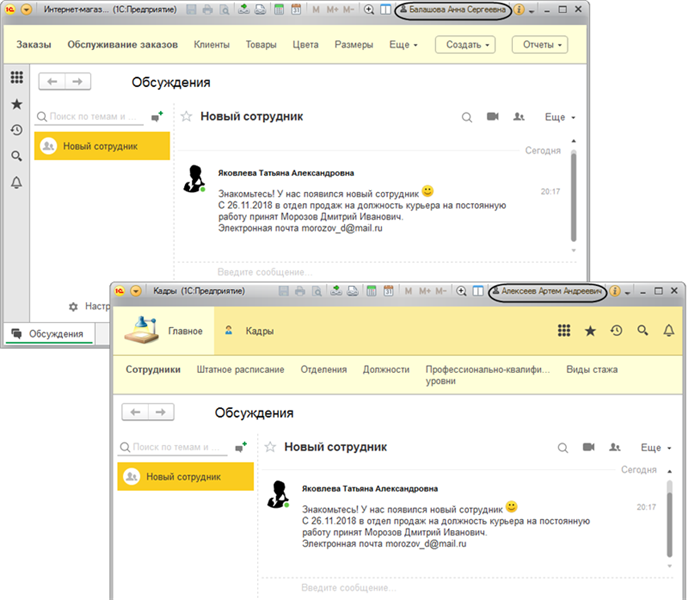 Интернет-магаз... (1С:Предприятие) M M+ M- Балашова Анна Сергеевна
Заказы Обслуживание заказов Клиенты Товары Цвета Размеры Еще Создать Отчеты
Обсуждения
Поиск по темам и ... Новый сотрудник Еще
Новый сотрудник
Сегодня
Яковлева Татьяна Александровна
Знакомьтесь! У нас появился новый сотрудник 20:17
С 26.11.2018 в отдел продаж на должность курьера на постоянную
работу принят Морозов Дмитрий Иванович.
Электронная почта morozov_d@mail.ru
Введите сообщение...
Настр
Обсуждения
Кадры (1С:Предприятие) M M+ M- Алексеев Артем Андреевич
Главное Кадры
Сотрудники Штатное расписание Отделения Должности Профессионально-квалифи... Виды стажа
уровни
Обсуждения
Поиск по темам и ... Новый сотрудник Еще
Новый сотрудник
Сегодня
Яковлева Татьяна Александровна
Знакомьтесь! У нас появился новый сотрудник 20:17
С 26.11.2018 в отдел продаж на должность курьера на постоянную
работу принят Морозов Дмитрий Иванович.
Электронная почта morozov_d@mail.ru
Введите сообщение...